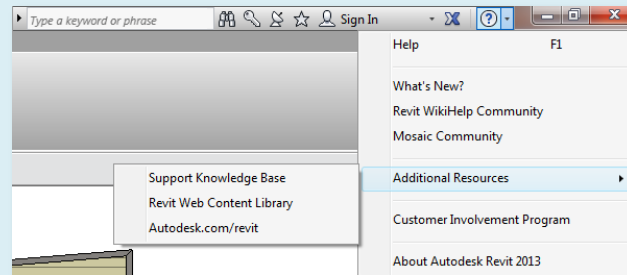 Type a keyword or phrase
Sign In
Help F1
What's New?
Revit WikiHelp Community
Mosaic Community
Additional Resources
Support Knowledge Base
Revit Web Content Library
Autodesk.com/revit
Customer Involvement Program
About Autodesk Revit 2013